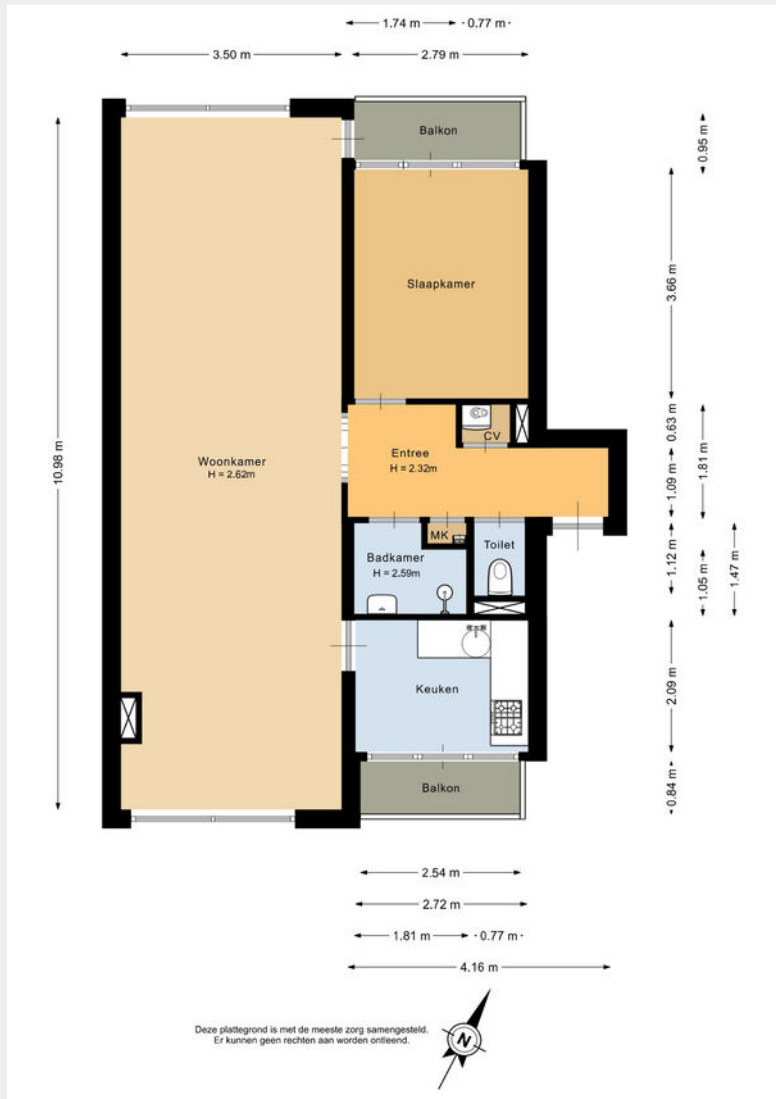 1.74 m
0.77 m
3.50 m
2.79 m
Balkon
0.95 m
Slaapkamer
3.66 m
10.98 m
Woonkamer
H = 2.62m
Entree
H = 2.32m
CV
0.63 m
1.09 m
1.81 m
MK
Toilet
Badkamer
H = 2.59m
1.12 m
1.05 m
1.47 m
Keuken
2.09 m
Balkon
0.84 m
2.54 m
2.72 m
1.81 m
0.77 m
4.16 m
Deze plattegrond is met de meeste zorg samengesteld.
Er kunnen geen rechten aan worden ontleend.
N